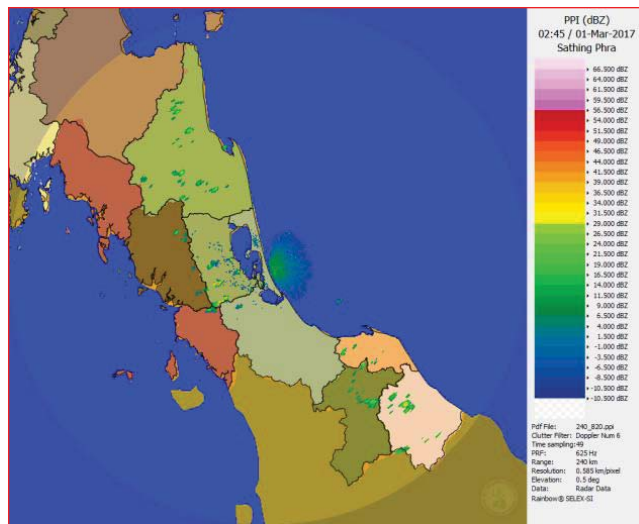 PPI (dBZ)
02:45 / 01-Mar-2017
Sathing Phra
66.500 dBZ
64.000 dBZ
61.500 dBZ
59.500 dBZ
56.500 dBZ
54.000 dBZ
51.500 dBZ
49.000 dBZ
46.500 dBZ
44.000 dBZ
41.500 dBZ
39.000 dBZ
36.500 dBZ
34.000 dBZ
31.500 dBZ
29.000 dBZ
26.500 dBZ
24.000 dBZ
21.500 dBZ
19.000 dBZ
16.500 dBZ
14.000 dBZ
11.500 dBZ
9.000 dBZ
6.500 dBZ
4.000 dBZ
1.500 dBZ
-1.000 dBZ
-3.500 dBZ
-6.000 dBZ
-8.500 dBZ
-10.500 dBZ
-10.500 dBZ
Pdf File: 240_B20.ppi
Clutter Filter: Doppler Num 6
Time sampling: 49
PRF: 625 Hz
Range: 240 km
Resolution: 0.585 km/pixel
Elevation: 0.5 deg
Data: Radar Data
Rainbow® SELEX-SI